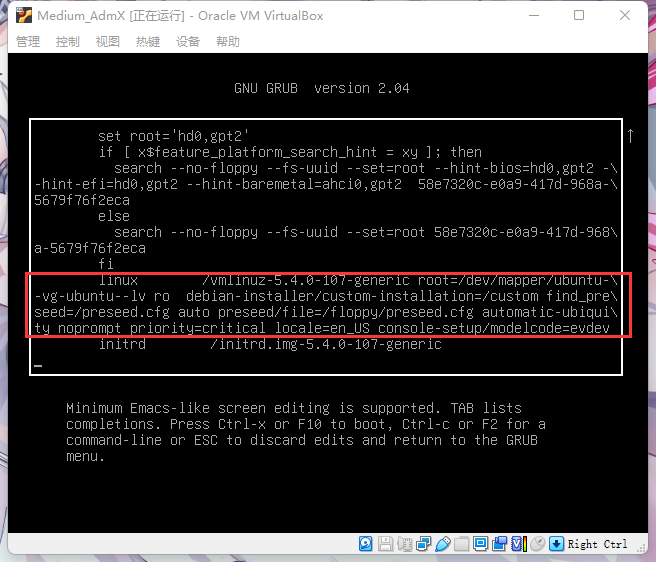 Medium_AdmX [正在运行] - Oracle VM VirtualBox
管理 控制 视图 热键 设备 帮助
GNU GRUB version 2.04
set root='hd0,gpt2'
if [ x$feature_platform_search_hint = xy ]; then
search --no-floppy --fs-uuid --set=root --hint-bios=hd0,gpt2 -\
-hint-efi=hd0,gpt2 --hint-baremetal=ahci0,gpt2 58e7320c-e0a9-417d-968a-\
5679f76f2eca
else
search --no-floppy --fs-uuid --set=root 58e7320c-e0a9-417d-968\
a-5679f76f2eca
fi
linux /vmlinuz-5.4.0-107-generic root=/dev/mapper/ubuntu-\
-vg-ubuntu--lv ro debian-installer/custom-installation=/custom find_pre\
seed=/preseed.cfg auto preseed/file=/floppy/preseed.cfg automatic-ubiqui\
ty noprompt priority=critical locale=en_US console-setup/modelcode=evdev
initrd /initrd.img-5.4.0-107-generic
Minimum Emacs-like screen editing is supported. TAB lists
completions. Press Ctrl-x or F10 to boot, Ctrl-c or F2 for a
command-line or ESC to discard edits and return to the GRUB
menu.
Right Ctrl